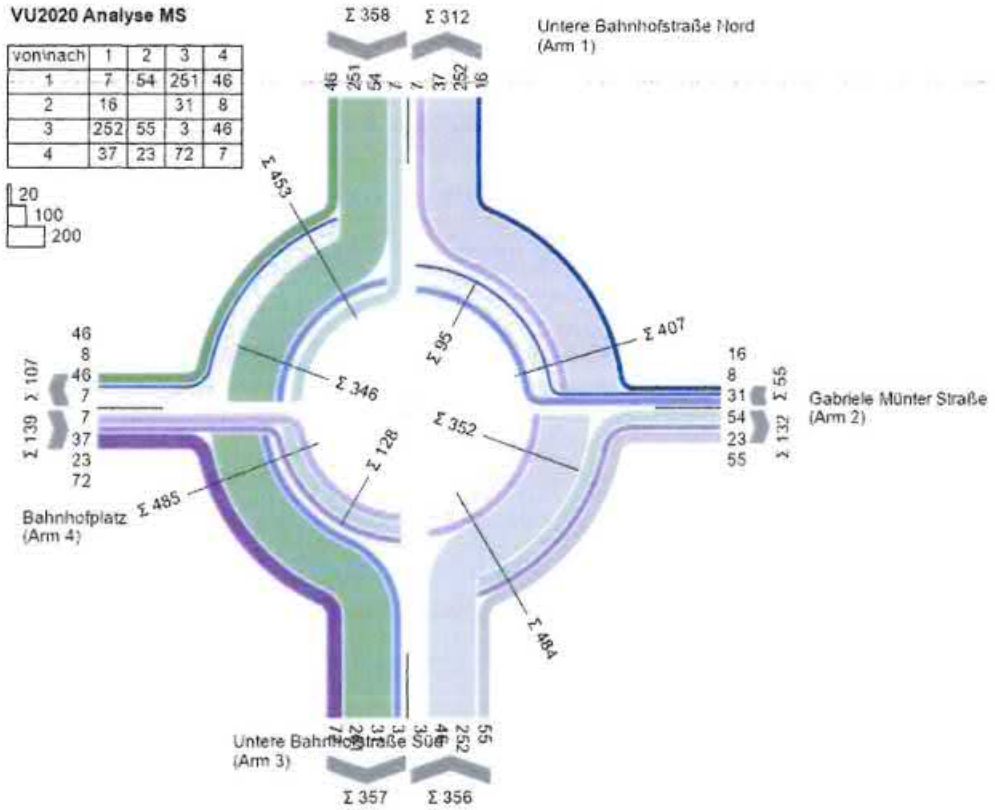 VU2020 Analyse MS
von\nach 1 2 3 4
1 7 54 251 46
2 16 31 8
3 252 55 3 46
4 37 23 72 7
20
100
200
Σ 358
Σ 312
Untere Bahnhofstraße Nord
(Arm 1)
46 251 54 7 7 37 252 16
Σ 453
Σ 95
Σ 407
Σ 346
Σ 352
Σ 128
Σ 485
Σ 484
46
8
46
7
7
37
23
72
Σ 107
Σ 139
Bahnhofplatz
(Arm 4)
16
8
31
54
23
55
Σ 55
Σ 132
Gabriele Münter Straße
(Arm 2)
31 3 3 46 252 55
Untere Bahnhofstraße Süd
(Arm 3)
Σ 357
Σ 356